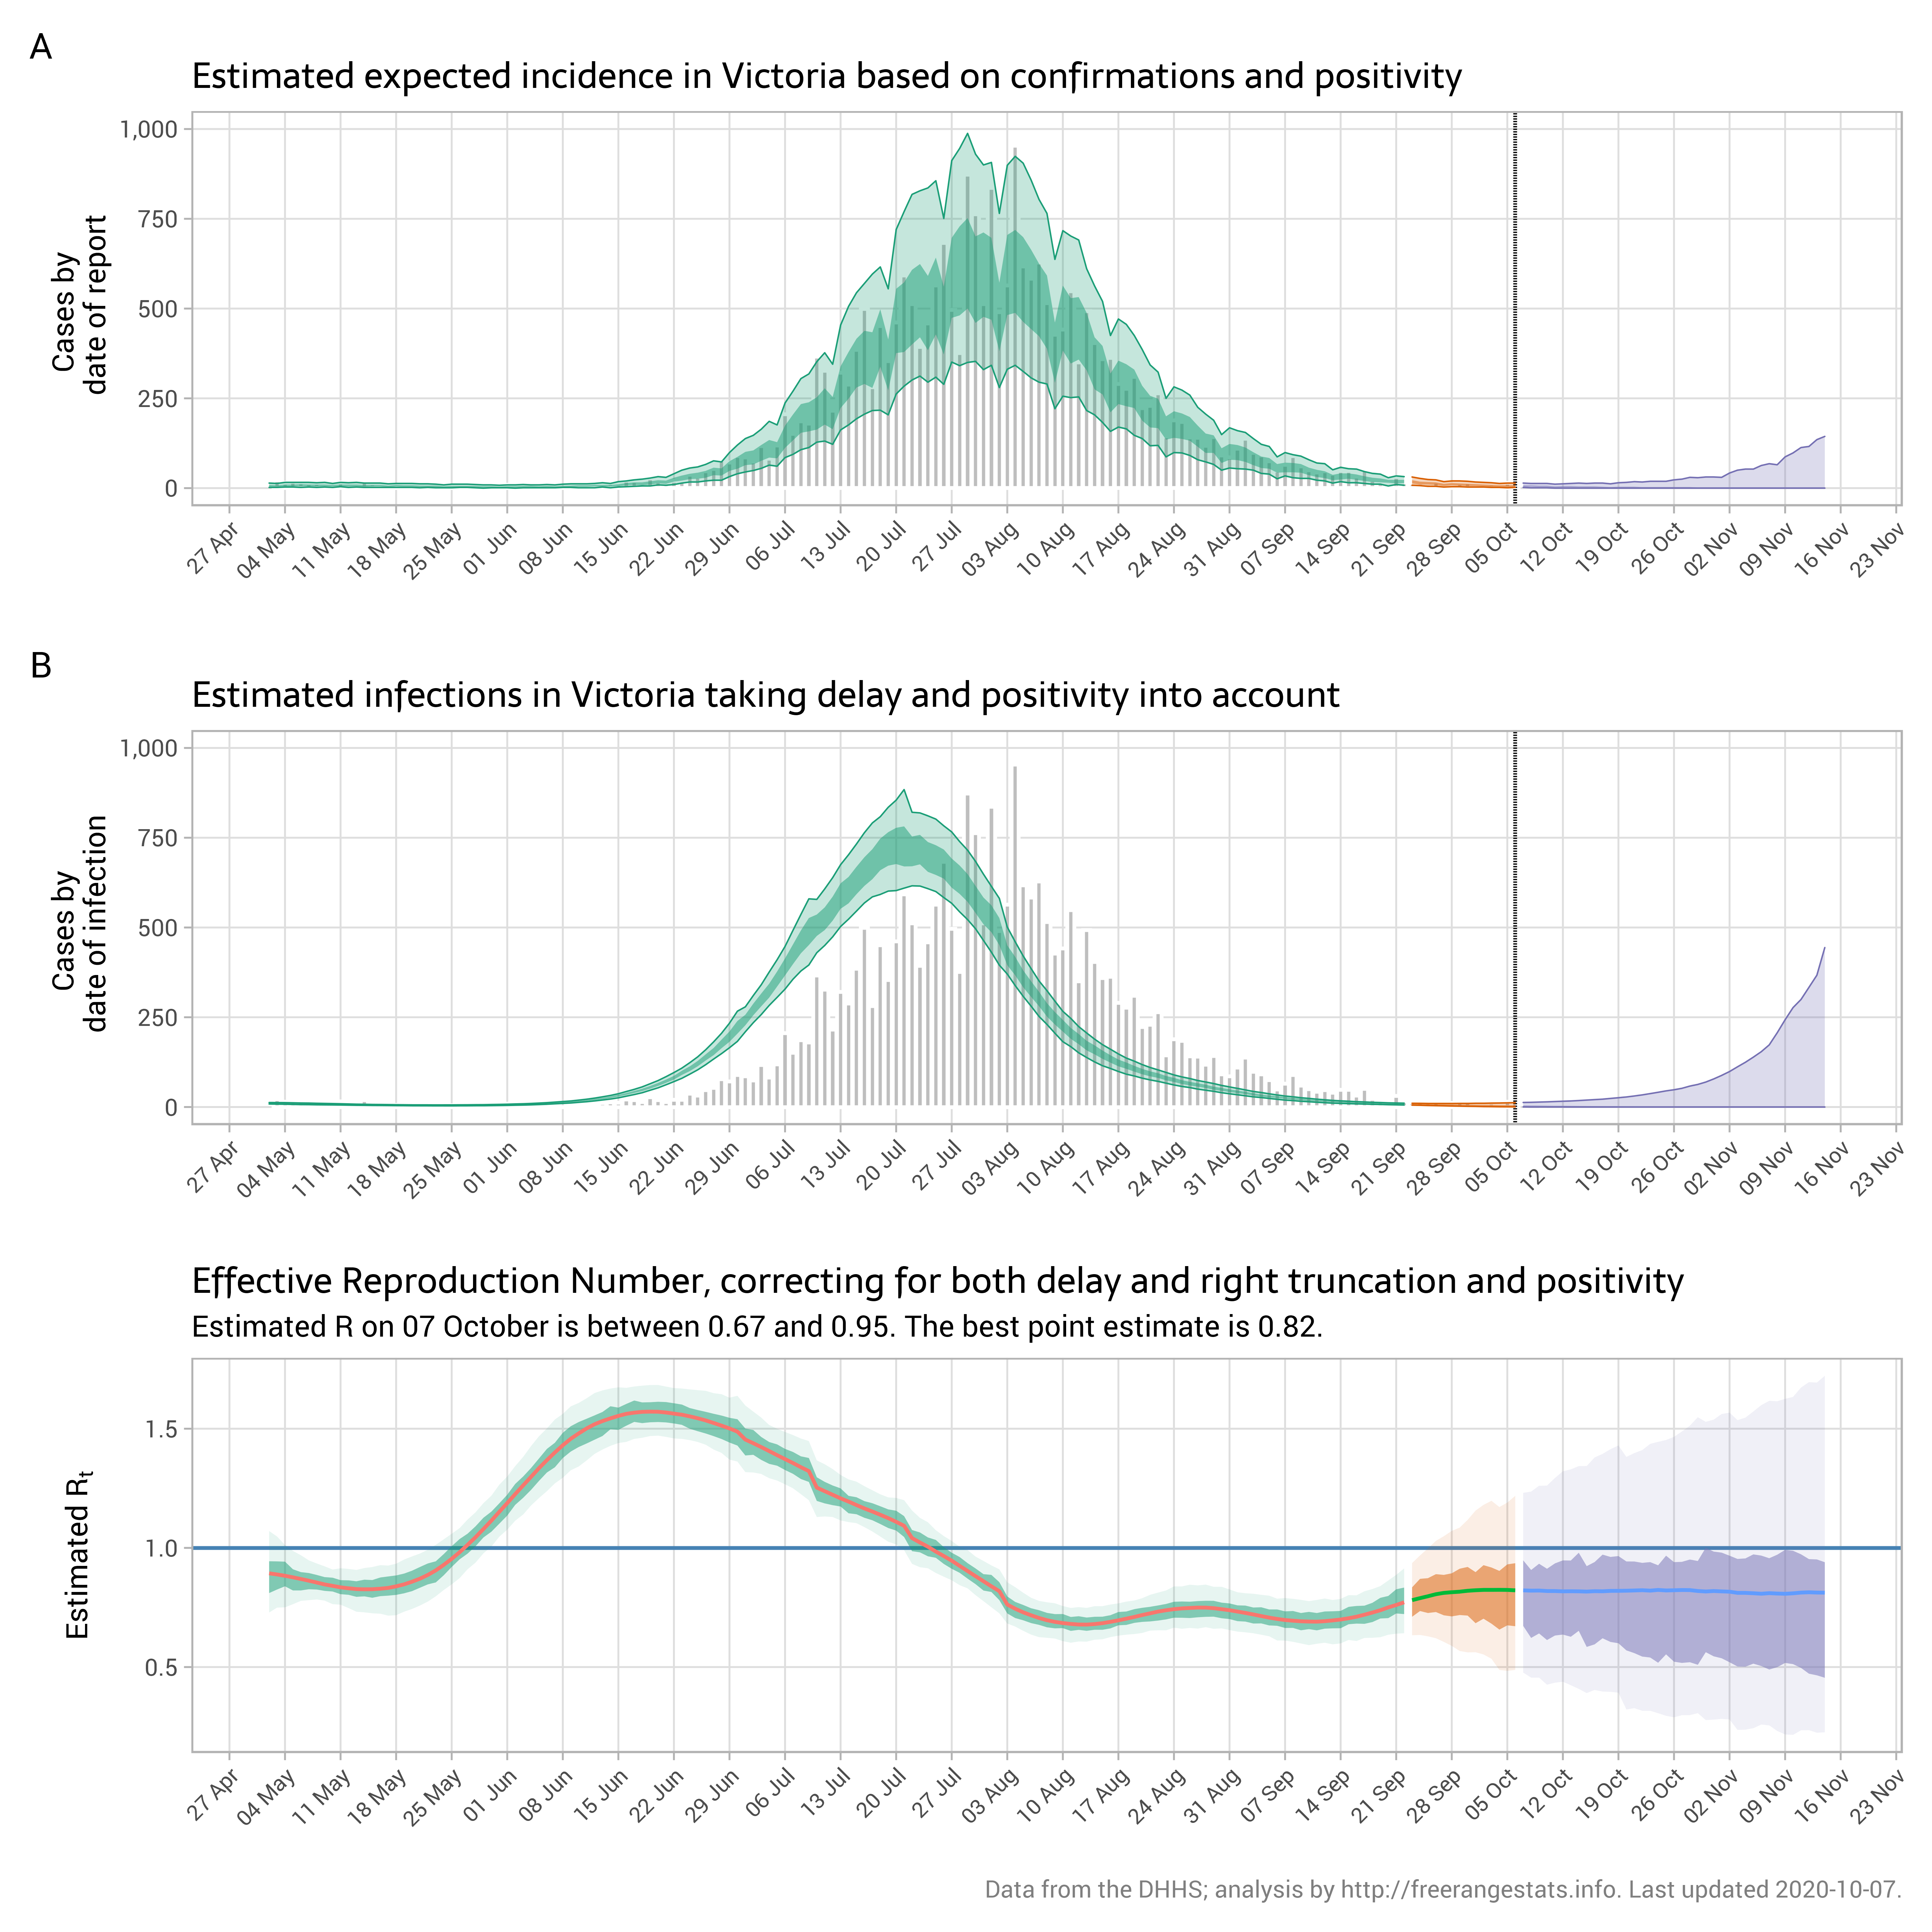 A
Estimated expected incidence in Victoria based on confirmations and positivity
Cases by
date of report
1,000
750
500
250
0
27 Apr 04 May 11 May 18 May 25 May 01 Jun 08 Jun 15 Jun 22 Jun 29 Jun 06 Jul 13 Jul 20 Jul 27 Jul 03 Aug 10 Aug 17 Aug 24 Aug 31 Aug 07 Sep 14 Sep 21 Sep 28 Sep 05 Oct 12 Oct 19 Oct 26 Oct 02 Nov 09 Nov 16 Nov 23 Nov
B
Estimated infections in Victoria taking delay and positivity into account
Cases by
date of infection
1,000
750
500
250
0
27 Apr 04 May 11 May 18 May 25 May 01 Jun 08 Jun 15 Jun 22 Jun 29 Jun 06 Jul 13 Jul 20 Jul 27 Jul 03 Aug 10 Aug 17 Aug 24 Aug 31 Aug 07 Sep 14 Sep 21 Sep 28 Sep 05 Oct 12 Oct 19 Oct 26 Oct 02 Nov 09 Nov 16 Nov 23 Nov
Effective Reproduction Number, correcting for both delay and right truncation and positivity
Estimated R on 07 October is between 0.67 and 0.95. The best point estimate is 0.82.
Estimated Rt
1.5
1.0
0.5
27 Apr 04 May 11 May 18 May 25 May 01 Jun 08 Jun 15 Jun 22 Jun 29 Jun 06 Jul 13 Jul 20 Jul 27 Jul 03 Aug 10 Aug 17 Aug 24 Aug 31 Aug 07 Sep 14 Sep 21 Sep 28 Sep 05 Oct 12 Oct 19 Oct 26 Oct 02 Nov 09 Nov 16 Nov 23 Nov
Data from the DHHS; analysis by http://freerangestats.info. Last updated 2020-10-07.